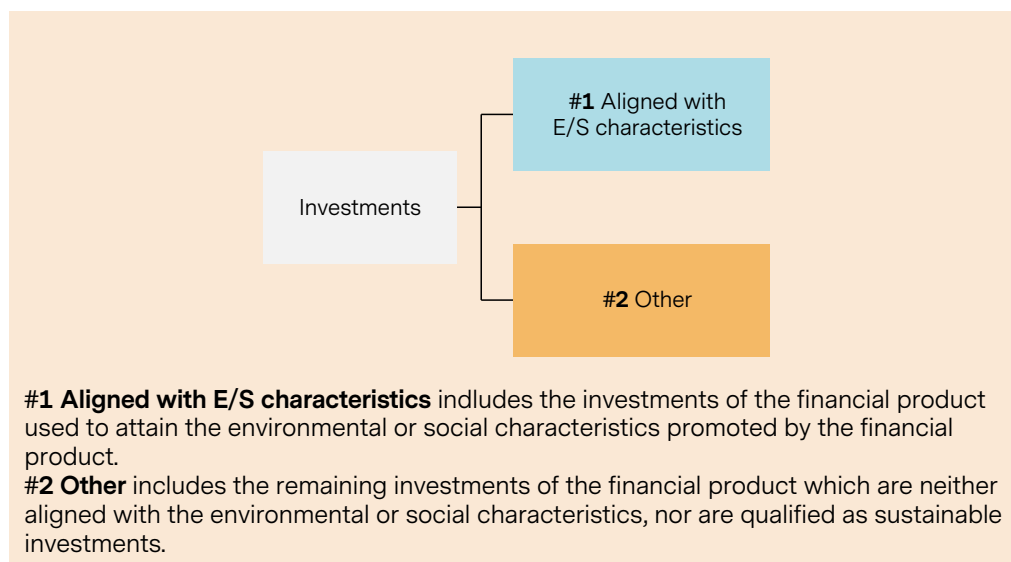 #1 Aligned with
E/S characteristics
Investments
#2 Other
#1 Aligned with E/S characteristics indludes the investments of the financial product
used to attain the environmental or social characteristics promoted by the financial
product.
#2 Other includes the remaining investments of the financial product which are neither
aligned with the environmental or social characteristics, nor are qualified as sustainable
investments.